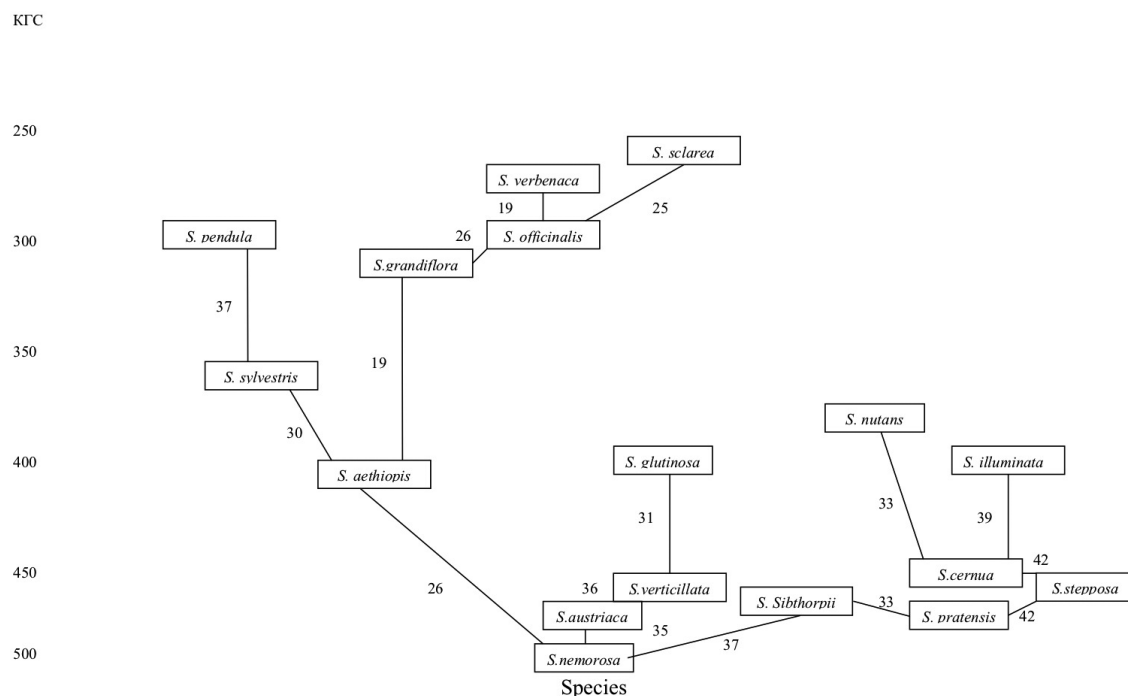 КГС
250
S. sclarea
S. verbenaca
19
25
S. pendula
26
S. officinalis
300
S.grandiflora
37
19
350
S. sylvestris
30
S. nutans
400
S. aethiopis
S. glutinosa
S. illuminata
31
33
39
42
450
S.cernua
26
36
S.verticillata
S.stepposa
S. Sibthorpii
33
S.austriaca
S. pratensis
42
35
37
500
S.nemorosa
Species